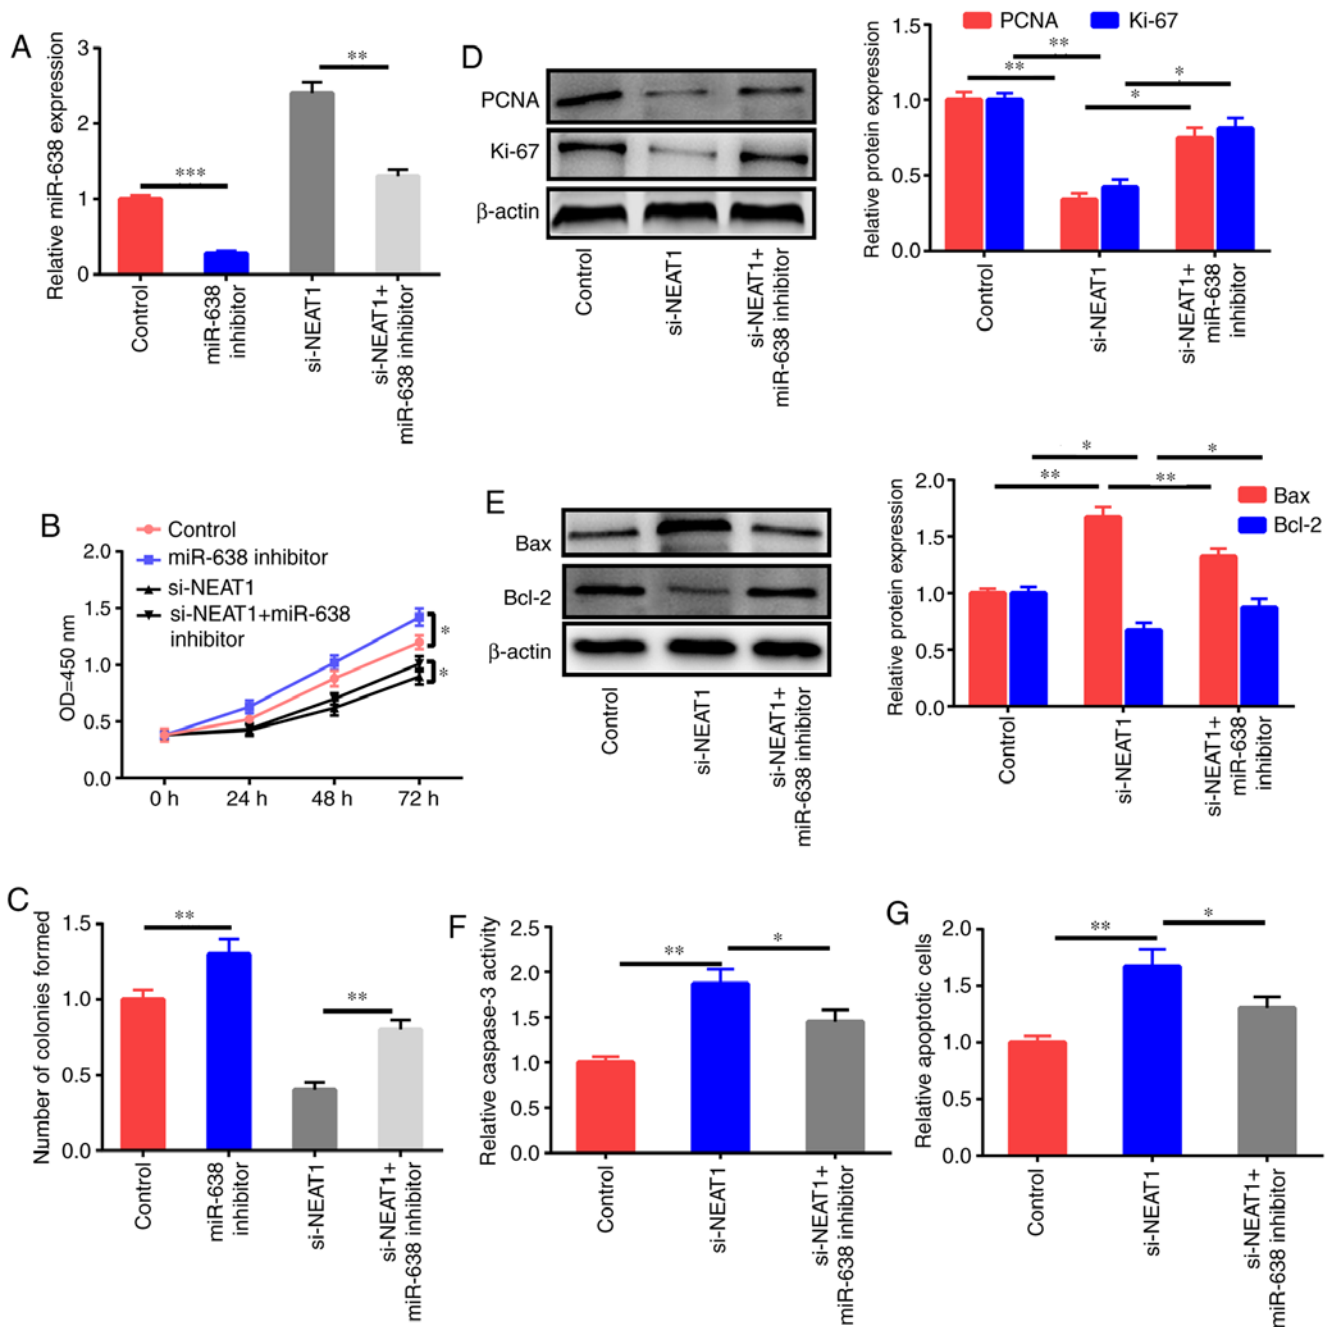 A
Relative miR-638 expression
3
2
1
0
***
**
Control
miR-638
inhibitor
si-NEAT1
si-NEAT1+
miR-638 inhibitor
D
PCNA
Ki-67
β-actin
Control
si-NEAT1
si-NEAT1+
miR-638 inhibitor
PCNA
Ki-67
Relative protein expression
1.5
1.0
0.5
0.0
**
**
*
*
Control
si-NEAT1
si-NEAT1+
miR-638
inhibitor
B
Control
miR-638 inhibitor
si-NEAT1
si-NEAT1+miR-638
inhibitor
OD=450 nm
2.0
1.5
1.0
0.5
0.0
*
*
0 h
24 h
48 h
72 h
E
Bax
Bcl-2
β-actin
Control
si-NEAT1
si-NEAT1+
miR-638 inhibitor
Relative protein expression
2.0
1.5
1.0
0.5
0.0
*
*
**
**
Bax
Bcl-2
Control
si-NEAT1
si-NEAT1+
miR-638
inhibitor
C
Number of colonies formed
1.5
1.0
0.5
0.0
**
**
Control
miR-638
inhibitor
si-NEAT1
si-NEAT1+
miR-638 inhibitor
F
Relative caspase-3 activity
2.5
2.0
1.5
1.0
0.5
0.0
**
*
Control
si-NEAT1
si-NEAT1+
miR-638 inhibitor
G
Relative apoptotic cells
2.0
1.5
1.0
0.5
0.0
**
*
Control
si-NEAT1
si-NEAT1+
miR-638 inhibitor